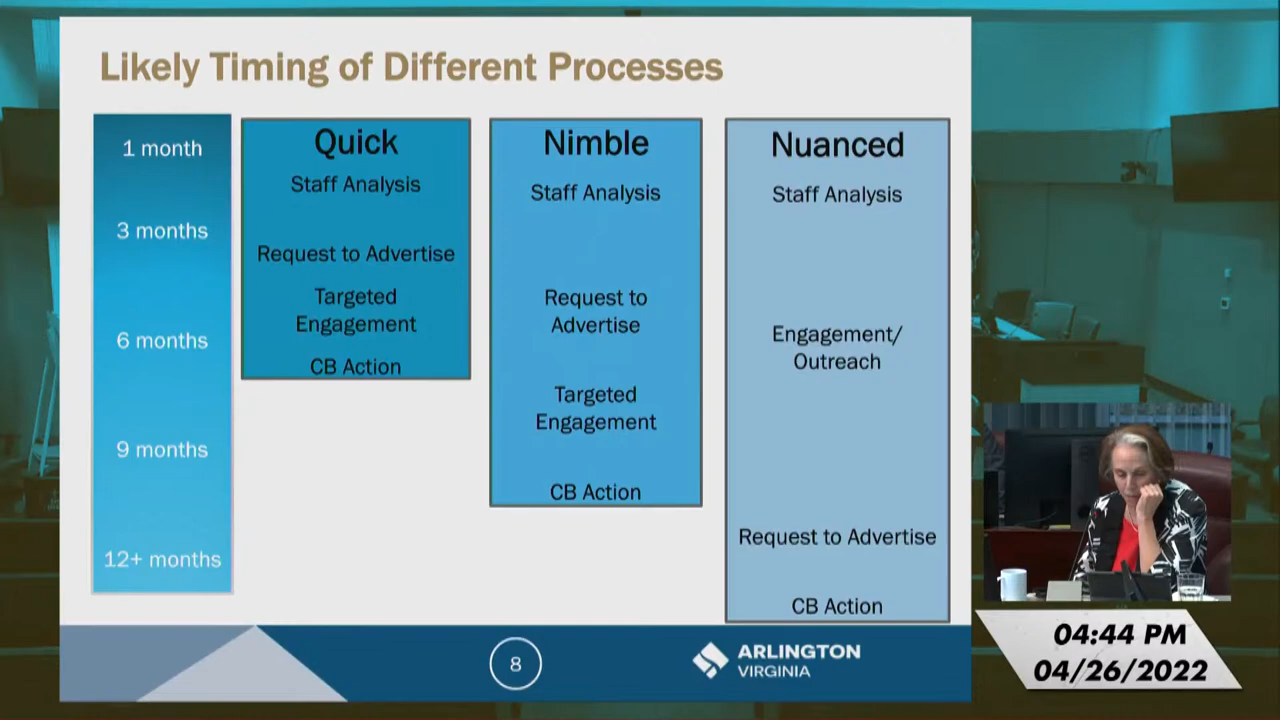 Likely Timing of Different Processes
1 month
3 months
6 months
9 months
12+ months
Quick
Staff Analysis
Request to Advertise
Targeted
Engagement
CB Action
Nimble
Staff Analysis
Request to
Advertise
Targeted
Engagement
CB Action
Nuanced
Staff Analysis
Engagement/
Outreach
Request to Advertise
CB Action
8
ARLINGTON
VIRGINIA
04:44 PM
04/26/2022